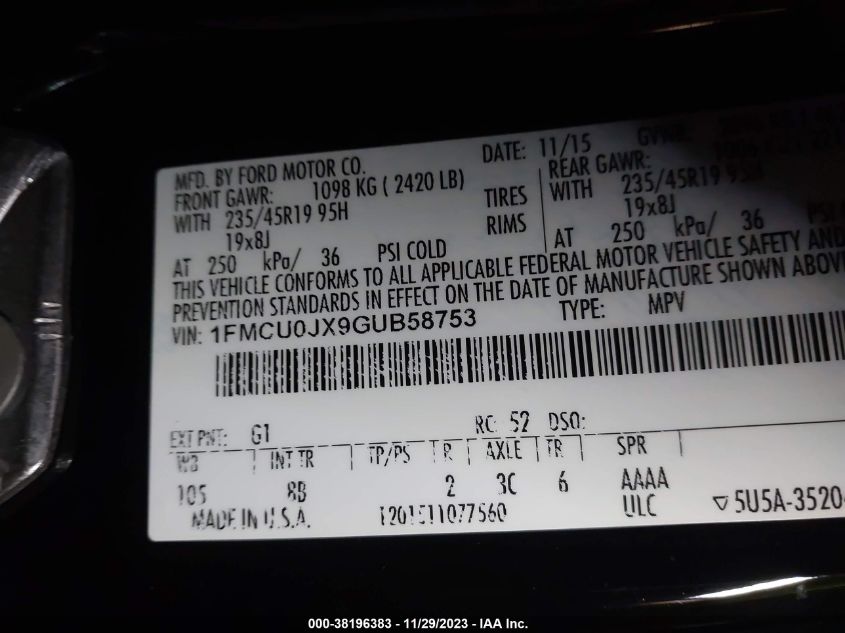 MFD. BY FORD MOTOR CO. DATE: 11/15 GVWR:
FRONT GAWR: 1098 KG ( 2420 LB) REAR GAWR:
WITH 235/45R19 95H TIRES WITH 235/45R19 95H
19x8J RIMS 19x8J
AT 250 kPa/ 36 PSI COLD AT 250 kPa/ 36 PSI
THIS VEHICLE CONFORMS TO ALL APPLICABLE FEDERAL MOTOR VEHICLE SAFETY AND
PREVENTION STANDARDS IN EFFECT ON THE DATE OF MANUFACTURE SHOWN ABOVE
VIN: 1FMCU0JX9GUB58753 TYPE: MPV
EXT PNT: G1 RC: 52 DSO:
WB INT TR TP/PS R AXLE TR SPR
105 8B 2 3C 6 AAAA
MADE IN U.S.A. ULC ▽5U5A-3520
000-38196383 - 11/29/2023 - IAA Inc.